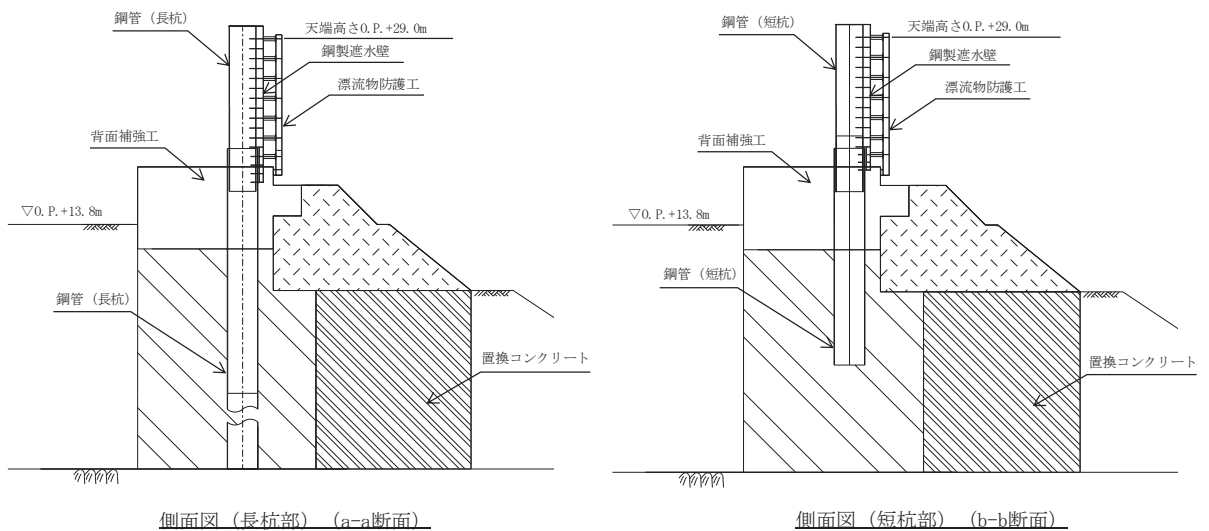 鋼管（長杭）
天端高さO.P.+29.0m
鋼製遮水壁
漂流物防護工
背面補強工
▽O.P.+13.8m
鋼管（長杭）
置換コンクリート
側面図（長杭部）（a-a断面）
鋼管（短杭）
天端高さO.P.+29.0m
鋼製遮水壁
漂流物防護工
背面補強工
▽O.P.+13.8m
鋼管（短杭）
置換コンクリート
側面図（短杭部）（b-b断面）